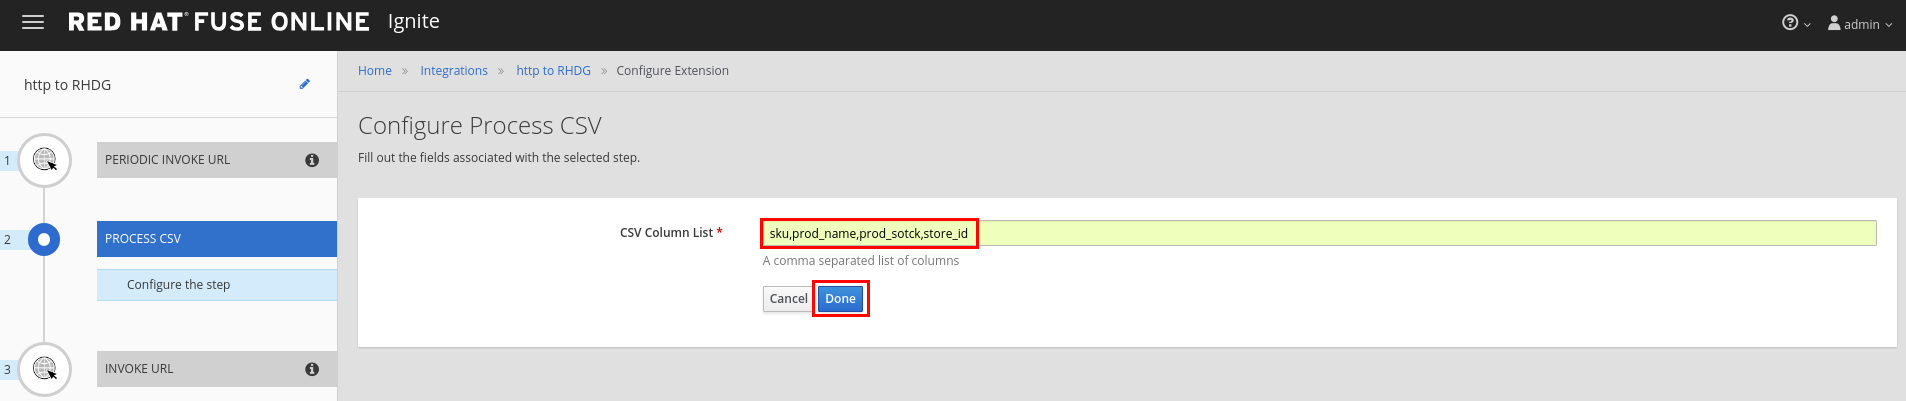 RED HAT® FUSE ONLINE Ignite
admin
http to RHDG
Home » Integrations » http to RHDG » Configure Extension
Configure Process CSV
Fill out the fields associated with the selected step.
1 PERIODIC INVOKE URL
2 PROCESS CSV
Configure the step
3 INVOKE URL
CSV Column List * sku,prod_name,prod_sotck,store_id
A comma separated list of columns
Cancel Done